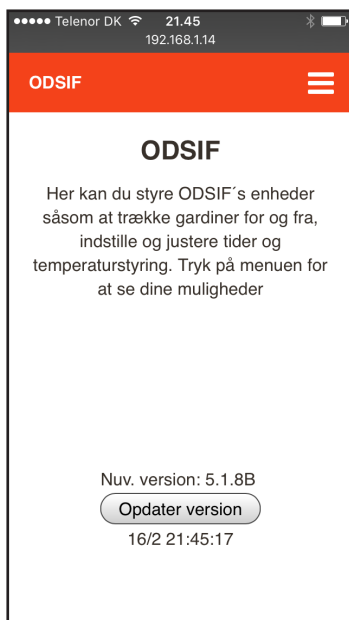 Telenor DK 21.45
192.168.1.14
ODSIF
ODSIF
Her kan du styre ODSIF´s enheder
såsom at trække gardiner for og fra,
indstille og justere tider og
temperaturstyring. Tryk på menuen for
at se dine muligheder
Nuv. version: 5.1.8B
Opdater version
16/2 21:45:17